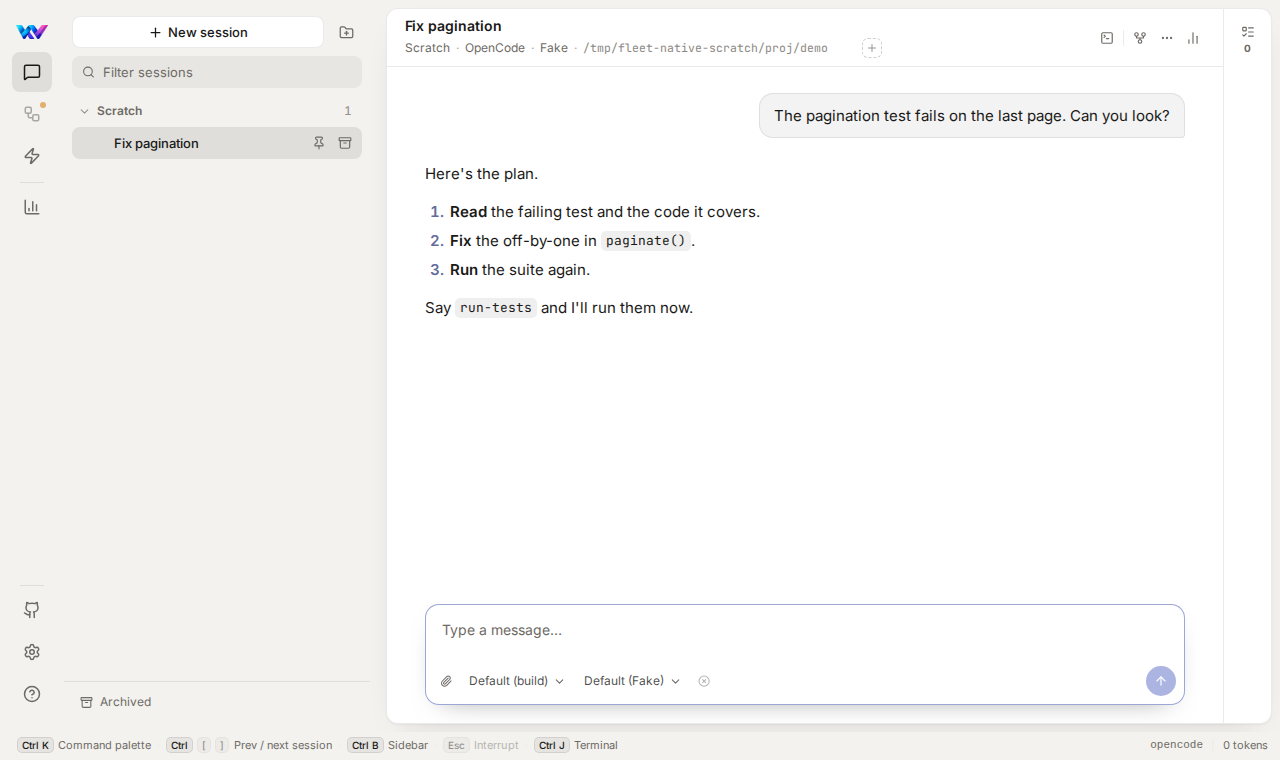 New session
Filter sessions
Scratch 1
Fix pagination
Archived
Fix pagination
Scratch · OpenCode · Fake · /tmp/fleet-native-scratch/proj/demo
0
The pagination test fails on the last page. Can you look?
Here's the plan.
1. Read the failing test and the code it covers.
2. Fix the off-by-one in paginate().
3. Run the suite again.
Say run-tests and I'll run them now.
Type a message...
Default (build) Default (Fake)
Ctrl K Command palette Ctrl [ ] Prev / next session Ctrl B Sidebar Esc Interrupt Ctrl J Terminal opencode 0 tokens